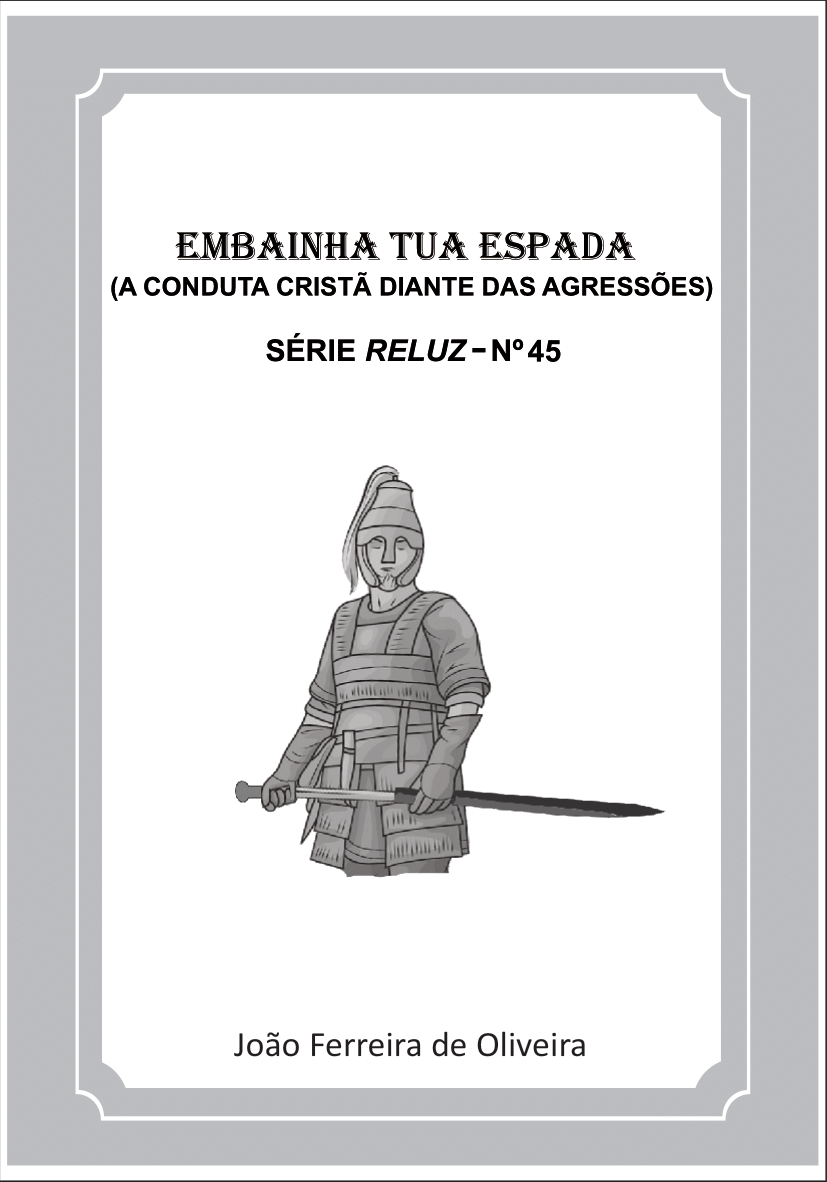 EMBAINHA TUA ESPADA
(A CONDUTA CRISTÃ DIANTE DAS AGRESSÕES)
SÉRIE RELUZ - Nº 45
João Ferreira de Oliveira